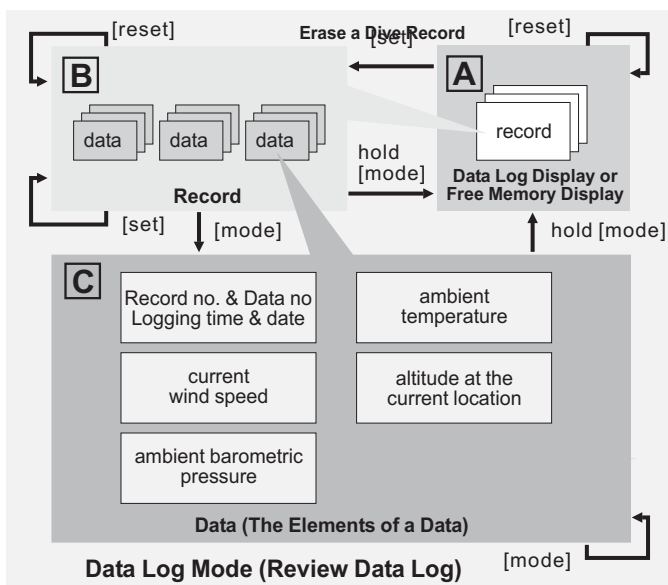 [reset]
Erase a Dive Record
[set]
[reset]
B
A
data
data
data
record
hold
[mode]
Data Log Display or
Free Memory Display
Record
[set]
[mode]
hold [mode]
C
Record no. & Data no
Logging time & date
ambient
temperature
current
wind speed
altitude at the
current location
ambient barometric
pressure
Data (The Elements of a Data)
[mode]
Data Log Mode (Review Data Log)